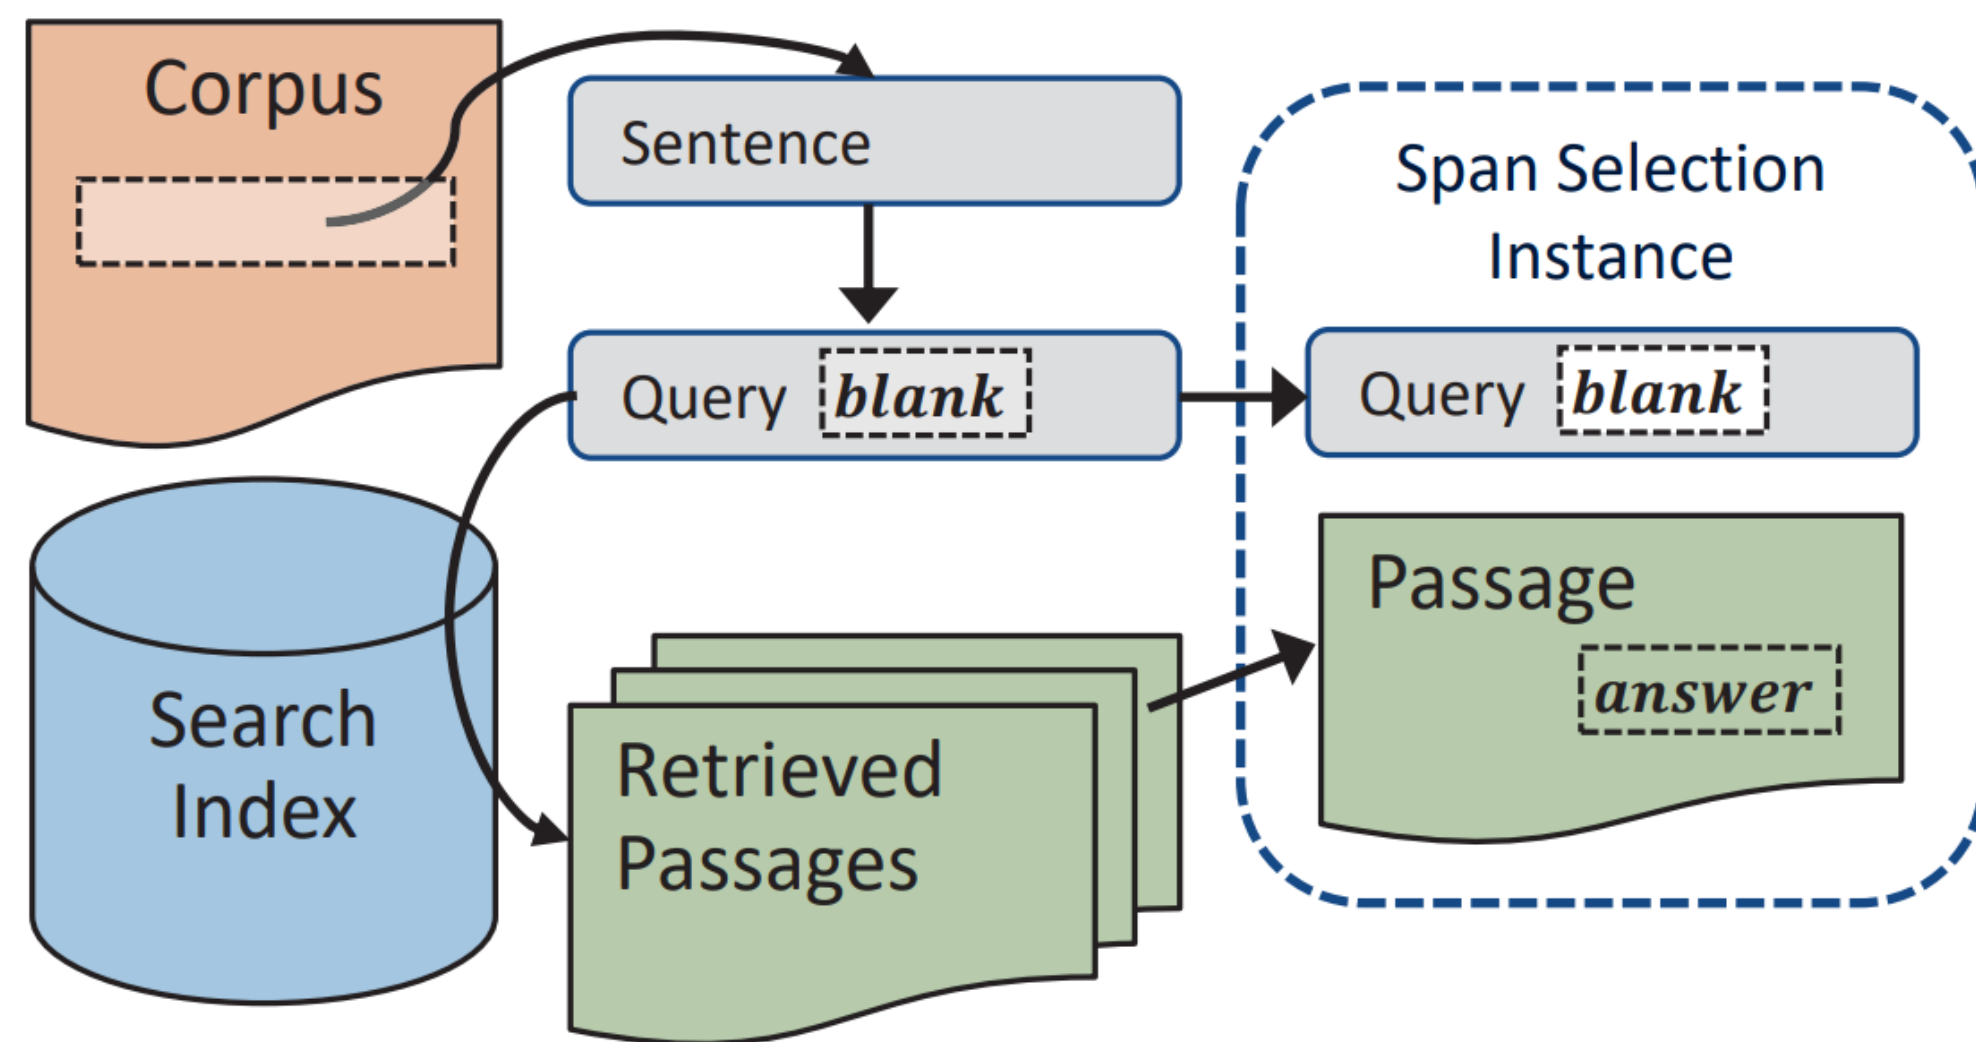 Corpus
Sentence
Query blank
Search
Index
Retrieved
Passages
Span Selection
Instance
Query blank
Passage
answer